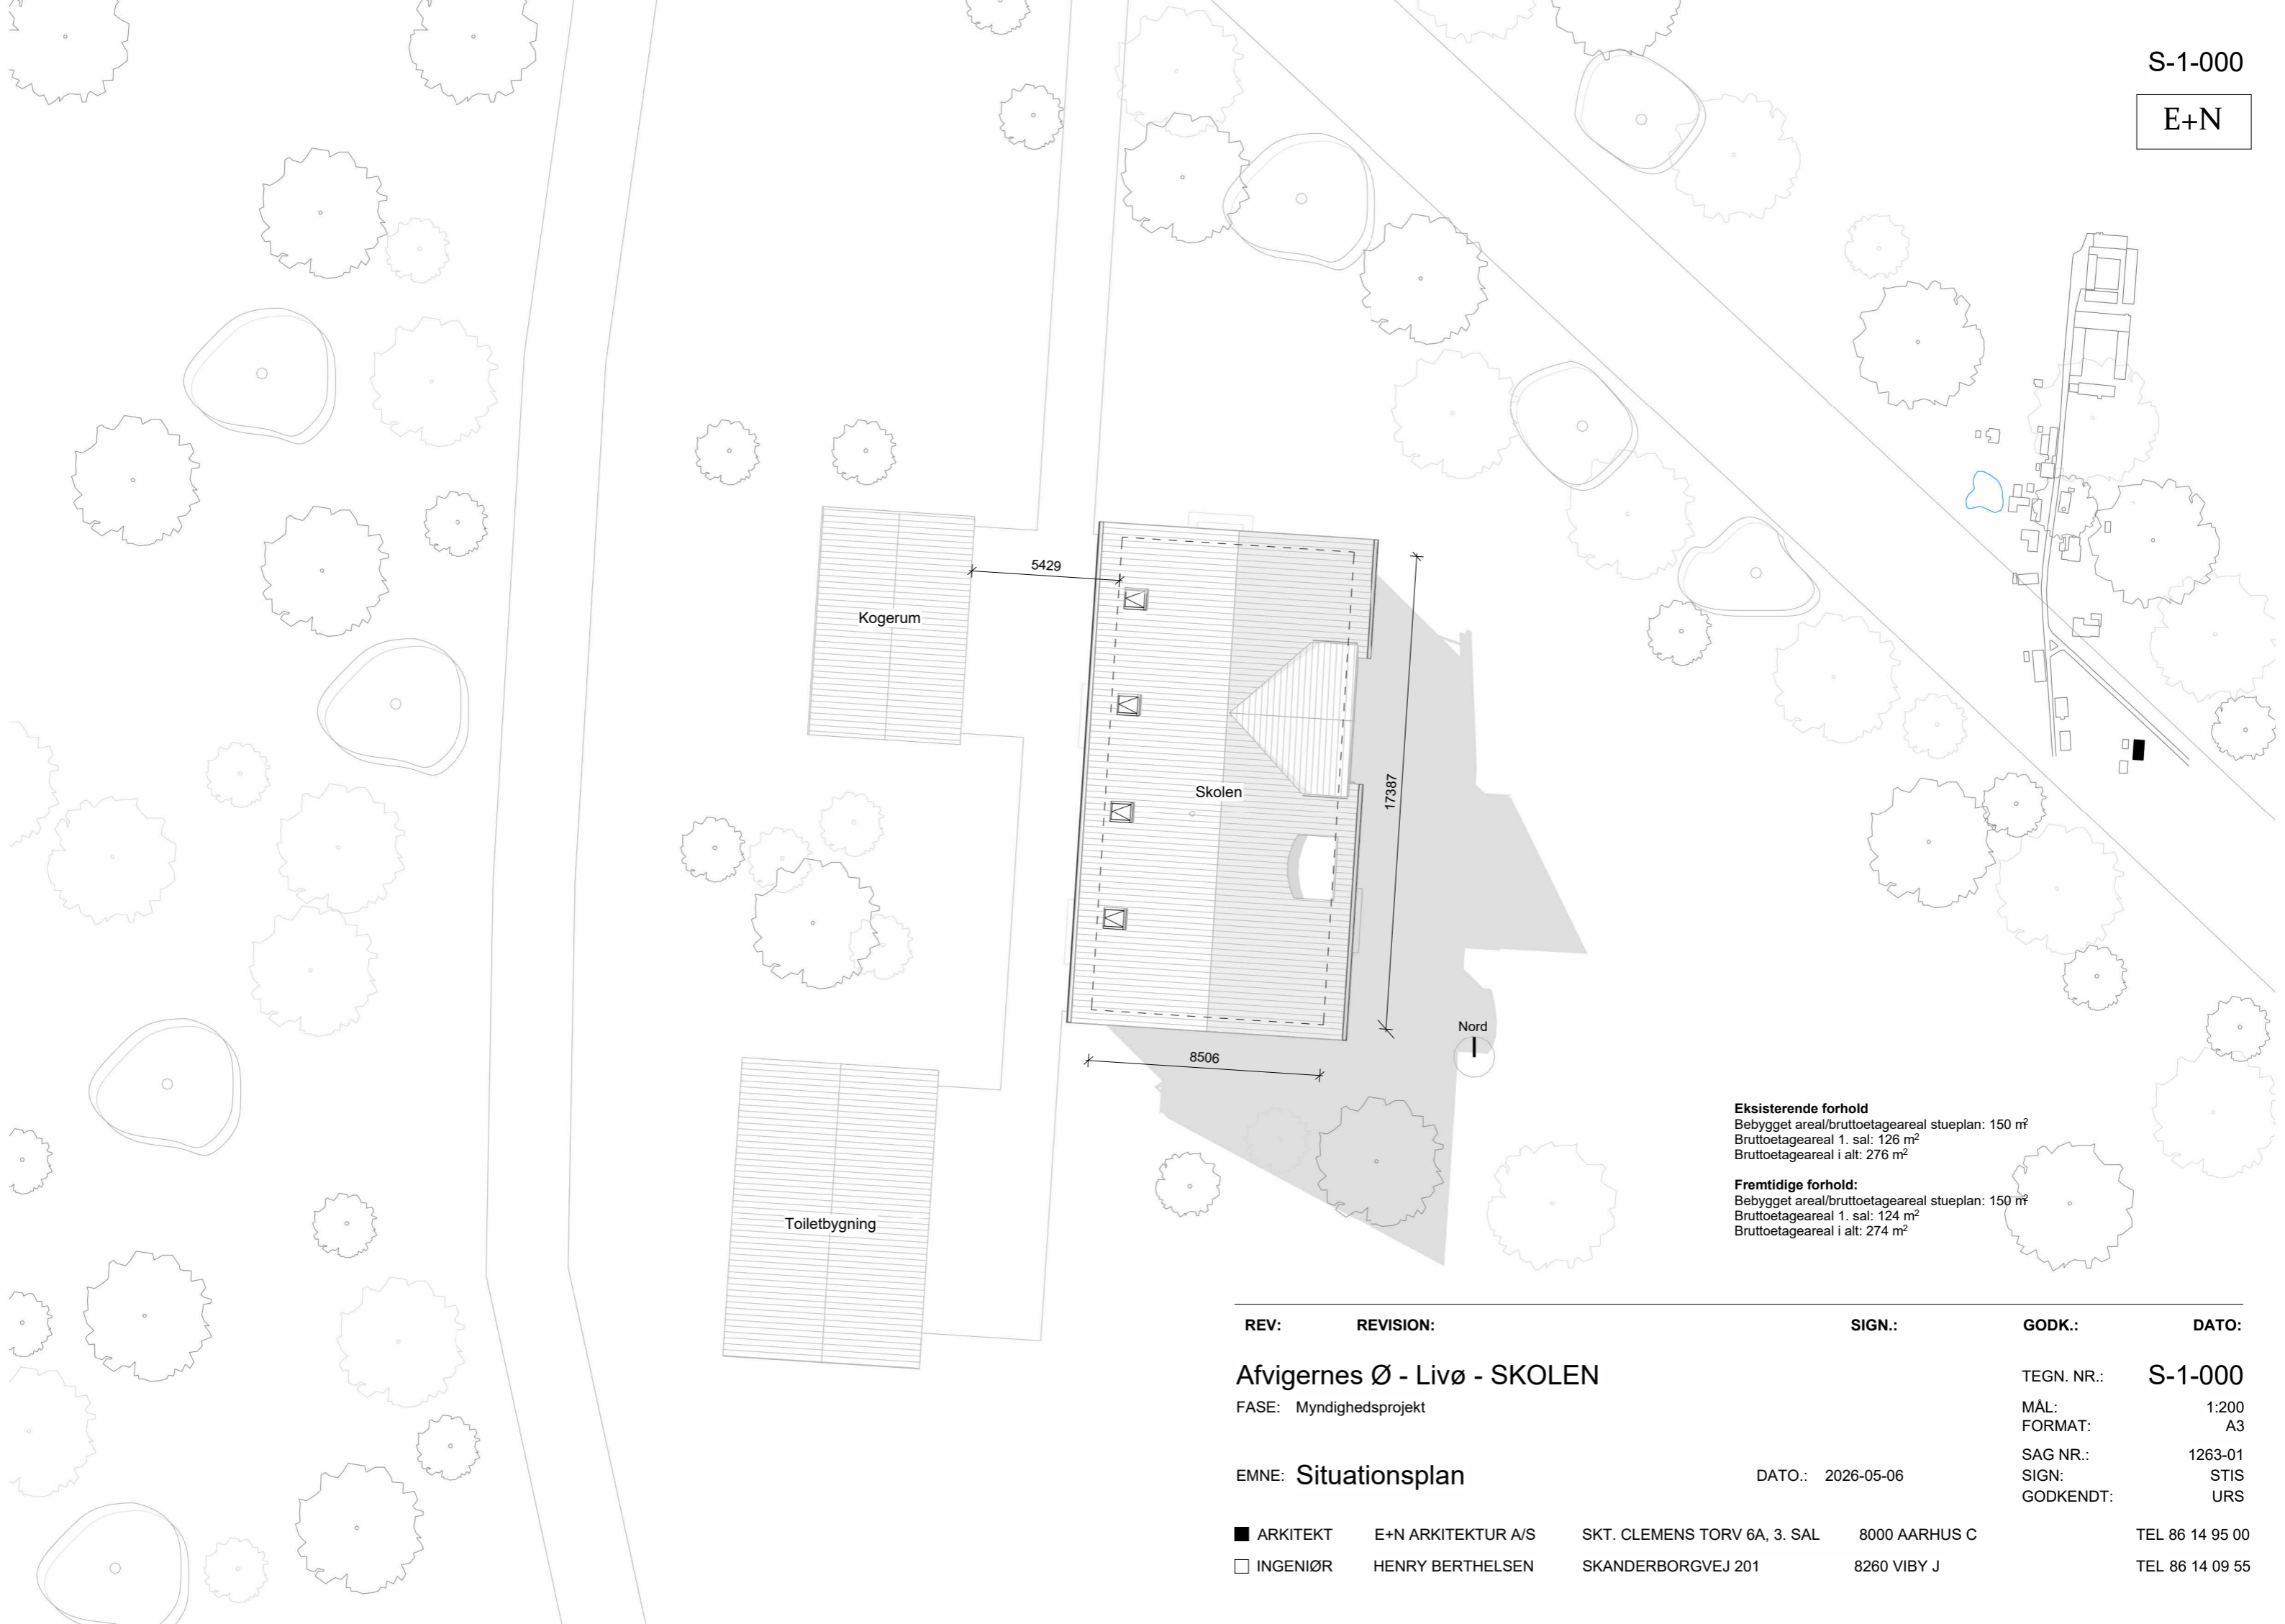 S-1-000
E+N
5429
Kogerum
Skolen
17387
8506
Nord
Toiletbygning
Eksisterende forhold
Bebygget areal/bruttoetageareal stueplan: 150 m²
Bruttoetageareal 1. sal: 126 m²
Bruttoetageareal i alt: 276 m²
Fremtidige forhold:
Bebygget areal/bruttoetageareal stueplan: 150 m²
Bruttoetageareal 1. sal: 124 m²
Bruttoetageareal i alt: 274 m²
REV: REVISION: SIGN.: GODK.: DATO:
Afvigernes Ø - Livø - SKOLEN TEGN. NR.: S-1-000
FASE: Myndighedsprojekt MÅL: 1:200
FORMAT: A3
SAG NR.: 1263-01
EMNE: Situationsplan DATO.: 2026-05-06 SIGN: STIS
GODKENDT: URS
ARKITEKT E+N ARKITEKTUR A/S SKT. CLEMENS TORV 6A, 3. SAL 8000 AARHUS C TEL 86 14 95 00
INGENIØR HENRY BERTHELSEN SKANDERBORGVEJ 201 8260 VIBY J TEL 86 14 09 55